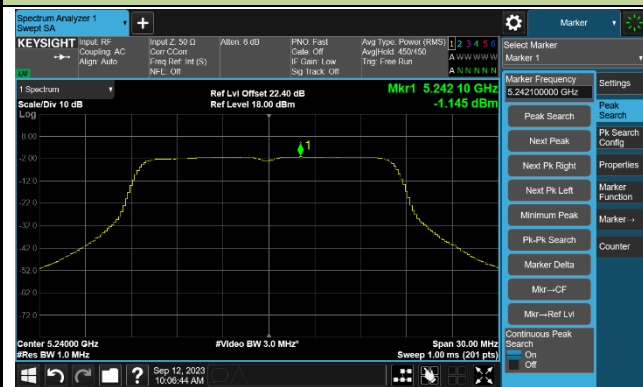 Spectrum Analyzer 1
Swept SA
Marker
KEYSIGHT
Input: RF
Coupling: AC
Align: Auto
Input Z: 50 Ω
Corr CCorr
Freq Ref: Int (S)
NFE: Off
Atten: 6 dB
PNO: Fast
Gate: Off
IF Gain: Low
Sig Track: Off
Avg Type: Power (RMS)
Avg|Hold: 450/450
Trig: Free Run
1 2 3 4 5 6
A W W W W W
A N N N N N
LXI
Select Marker
Marker 1
1 Spectrum
Scale/Div 10 dB
Log
Ref Lvl Offset 22.40 dB
Ref Level 18.00 dBm
Mkr1 5.242 10 GHz
-1.145 dBm
1
8.00
-2.00
-12.0
-22.0
-32.0
-42.0
-52.0
-62.0
-72.0
Center 5.24000 GHz
#Res BW 1.0 MHz
#Video BW 3.0 MHz*
Span 30.00 MHz
Sweep 1.00 ms (201 pts)
Marker Frequency
5.242100000 GHz
Peak Search
Next Peak
Next Pk Right
Next Pk Left
Minimum Peak
Pk-Pk Search
Marker Delta
Mkr→CF
Mkr→Ref Lvl
Continuous Peak
Search
On
Off
Settings
Peak
Search
Pk Search
Config
Properties
Marker
Function
Marker→
Counter
Sep 12, 2023
10:06:44 AM